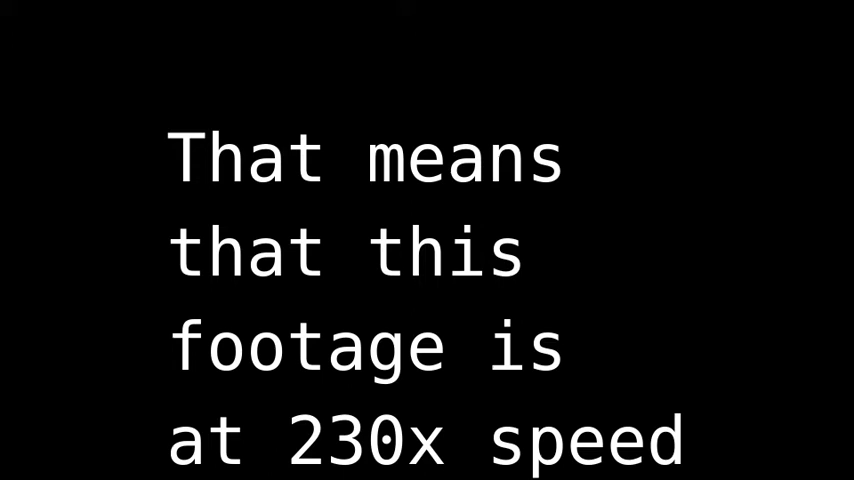 That means
that this
footage is
at 230x speed